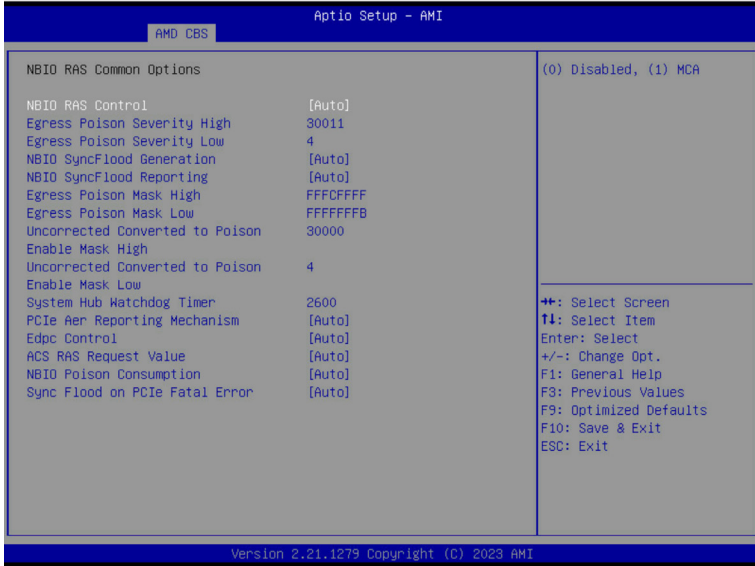 Aptio Setup - AMI
AMD CBS
NBIO RAS Common Options
NBIO RAS Control [Auto]
Egress Poison Severity High 30011
Egress Poison Severity Low 4
NBIO SyncFlood Generation [Auto]
NBIO SyncFlood Reporting [Auto]
Egress Poison Mask High FFFCFFFF
Egress Poison Mask Low FFFFFFFB
Uncorrected Converted to Poison 30000
Enable Mask High
Uncorrected Converted to Poison 4
Enable Mask Low
System Hub Watchdog Timer 2600
PCIe Aer Reporting Mechanism [Auto]
Edpc Control [Auto]
ACS RAS Request Value [Auto]
NBIO Poison Consumption [Auto]
Sync Flood on PCIe Fatal Error [Auto]
(0) Disabled, (1) MCA
→←: Select Screen
↑↓: Select Item
Enter: Select
+/-: Change Opt.
F1: General Help
F3: Previous Values
F9: Optimized Defaults
F10: Save & Exit
ESC: Exit
Version 2.21.1279 Copyright (C) 2023 AMI